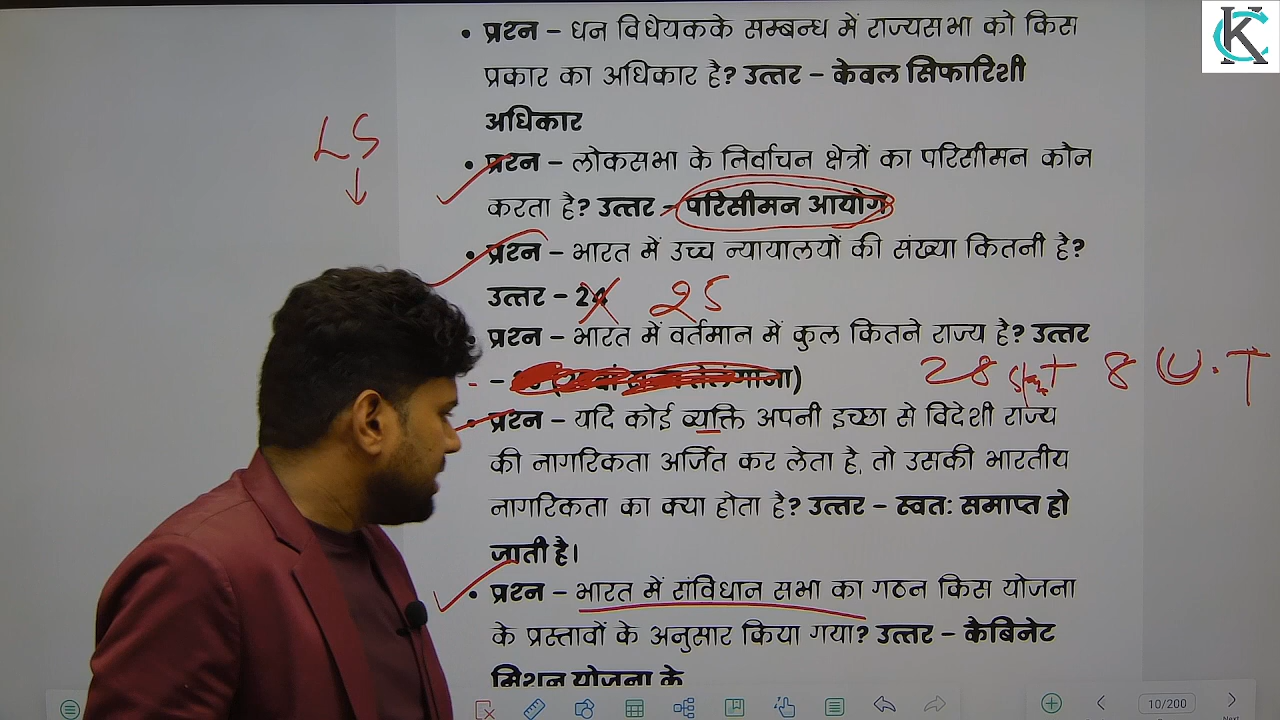 • प्रश्न – धन विधेयकके सम्बन्ध में राज्यसभा को किस
प्रकार का अधिकार है? उत्तर – केवल सिफारिशी
अधिकार
LS
• प्रश्न – लोकसभा के निर्वाचन क्षेत्रों का परिसीमन कौन
करता है? उत्तर – परिसीमन आयोग
• प्रश्न – भारत में उच्च न्यायालयों की संख्या कितनी है?
उत्तर – 24 25
• प्रश्न – भारत में वर्तमान में कुल कितने राज्य है? उत्तर
– तेलंगाना) 28 8 U.T
• प्रश्न – यदि कोई व्यक्ति अपनी इच्छा से विदेशी राज्य
की नागरिकता अर्जित कर लेता है, तो उसकी भारतीय
नागरिकता का क्या होता है? उत्तर – स्वत: समाप्त हो
जाती है।
• प्रश्न – भारत में संविधान सभा का गठन किस योजना
के प्रस्तावों के अनुसार किया गया? उत्तर – कैबिनेट
मिशन योजना के
10/200
Next
KC